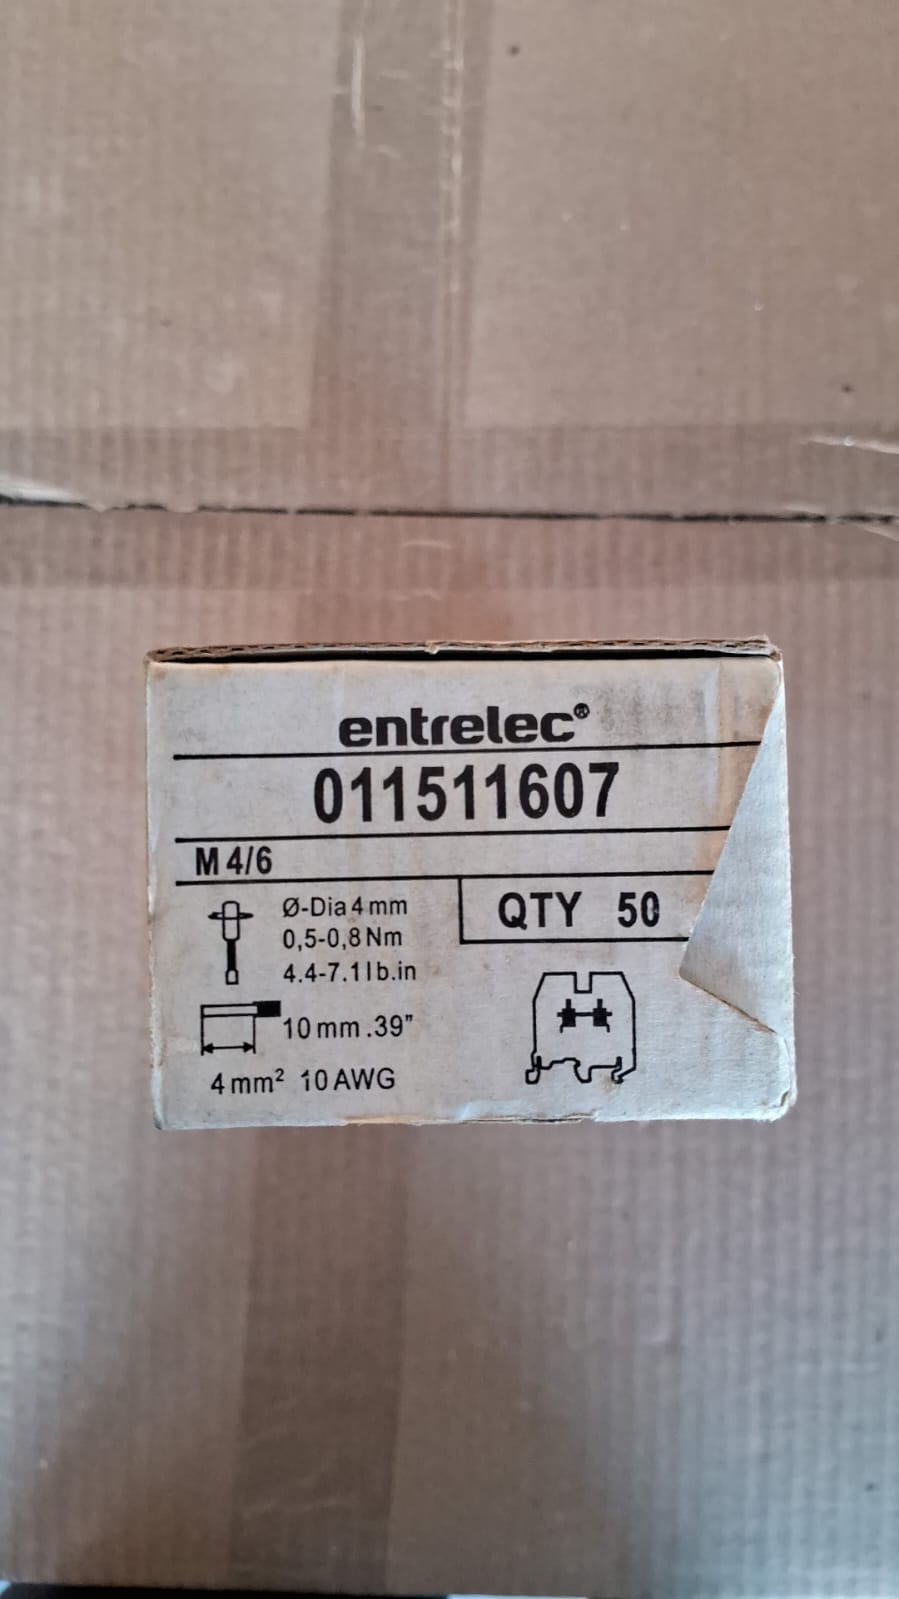 entrelec®
011511607
M 4/6
QTY 50
Ø-Dia 4 mm
0,5-0,8 Nm
4.4-7.1 lb.in
10 mm .39"
4 mm² 10 AWG